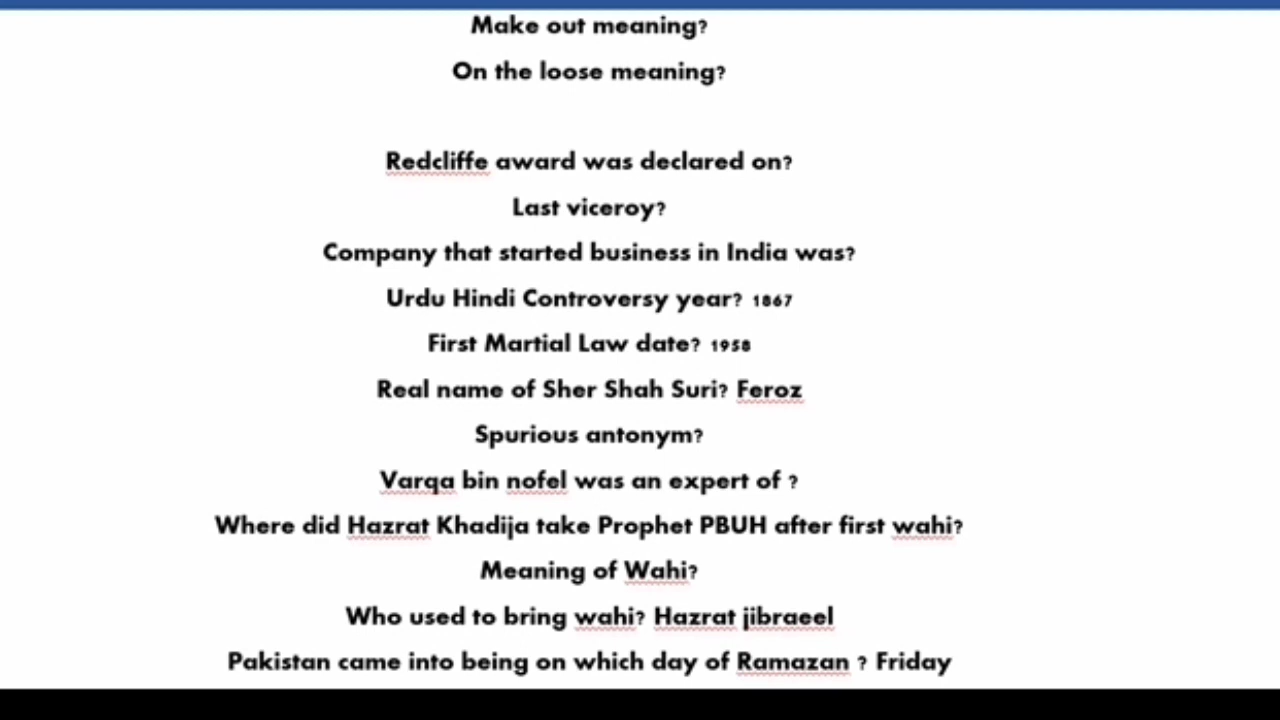 Make out meaning?
On the loose meaning?
Redcliffe award was declared on?
Last viceroy?
Company that started business in India was?
Urdu Hindi Controversy year? 1867
First Martial Law date? 1958
Real name of Sher Shah Suri? Feroz
Spurious antonym?
Varqa bin nofel was an expert of ?
Where did Hazrat Khadija take Prophet PBUH after first wahi?
Meaning of Wahi?
Who used to bring wahi? Hazrat jibraeel
Pakistan came into being on which day of Ramazan ? Friday